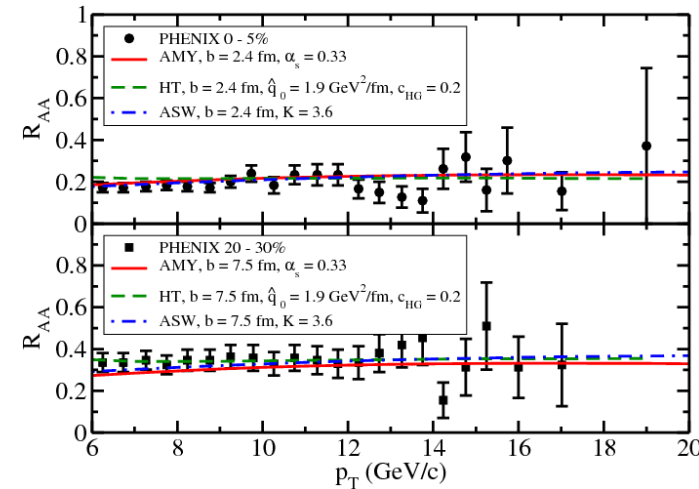 1
PHENIX 0 - 5%
AMY, b = 2.4 fm, α_s = 0.33
HT, b = 2.4 fm, q̂_0 = 1.9 GeV^2/fm, c_HG = 0.2
ASW, b = 2.4 fm, K = 3.6
0.8
0.6
0.4
0.2
0
R_AA
PHENIX 20 - 30%
AMY, b = 7.5 fm, α_s = 0.33
HT, b = 7.5 fm, q̂_0 = 1.9 GeV^2/fm, c_HG = 0.2
ASW, b = 7.5 fm, K = 3.6
0.8
0.6
0.4
0.2
0
R_AA
6 8 10 12 14 16 18 20
p_T (GeV/c)